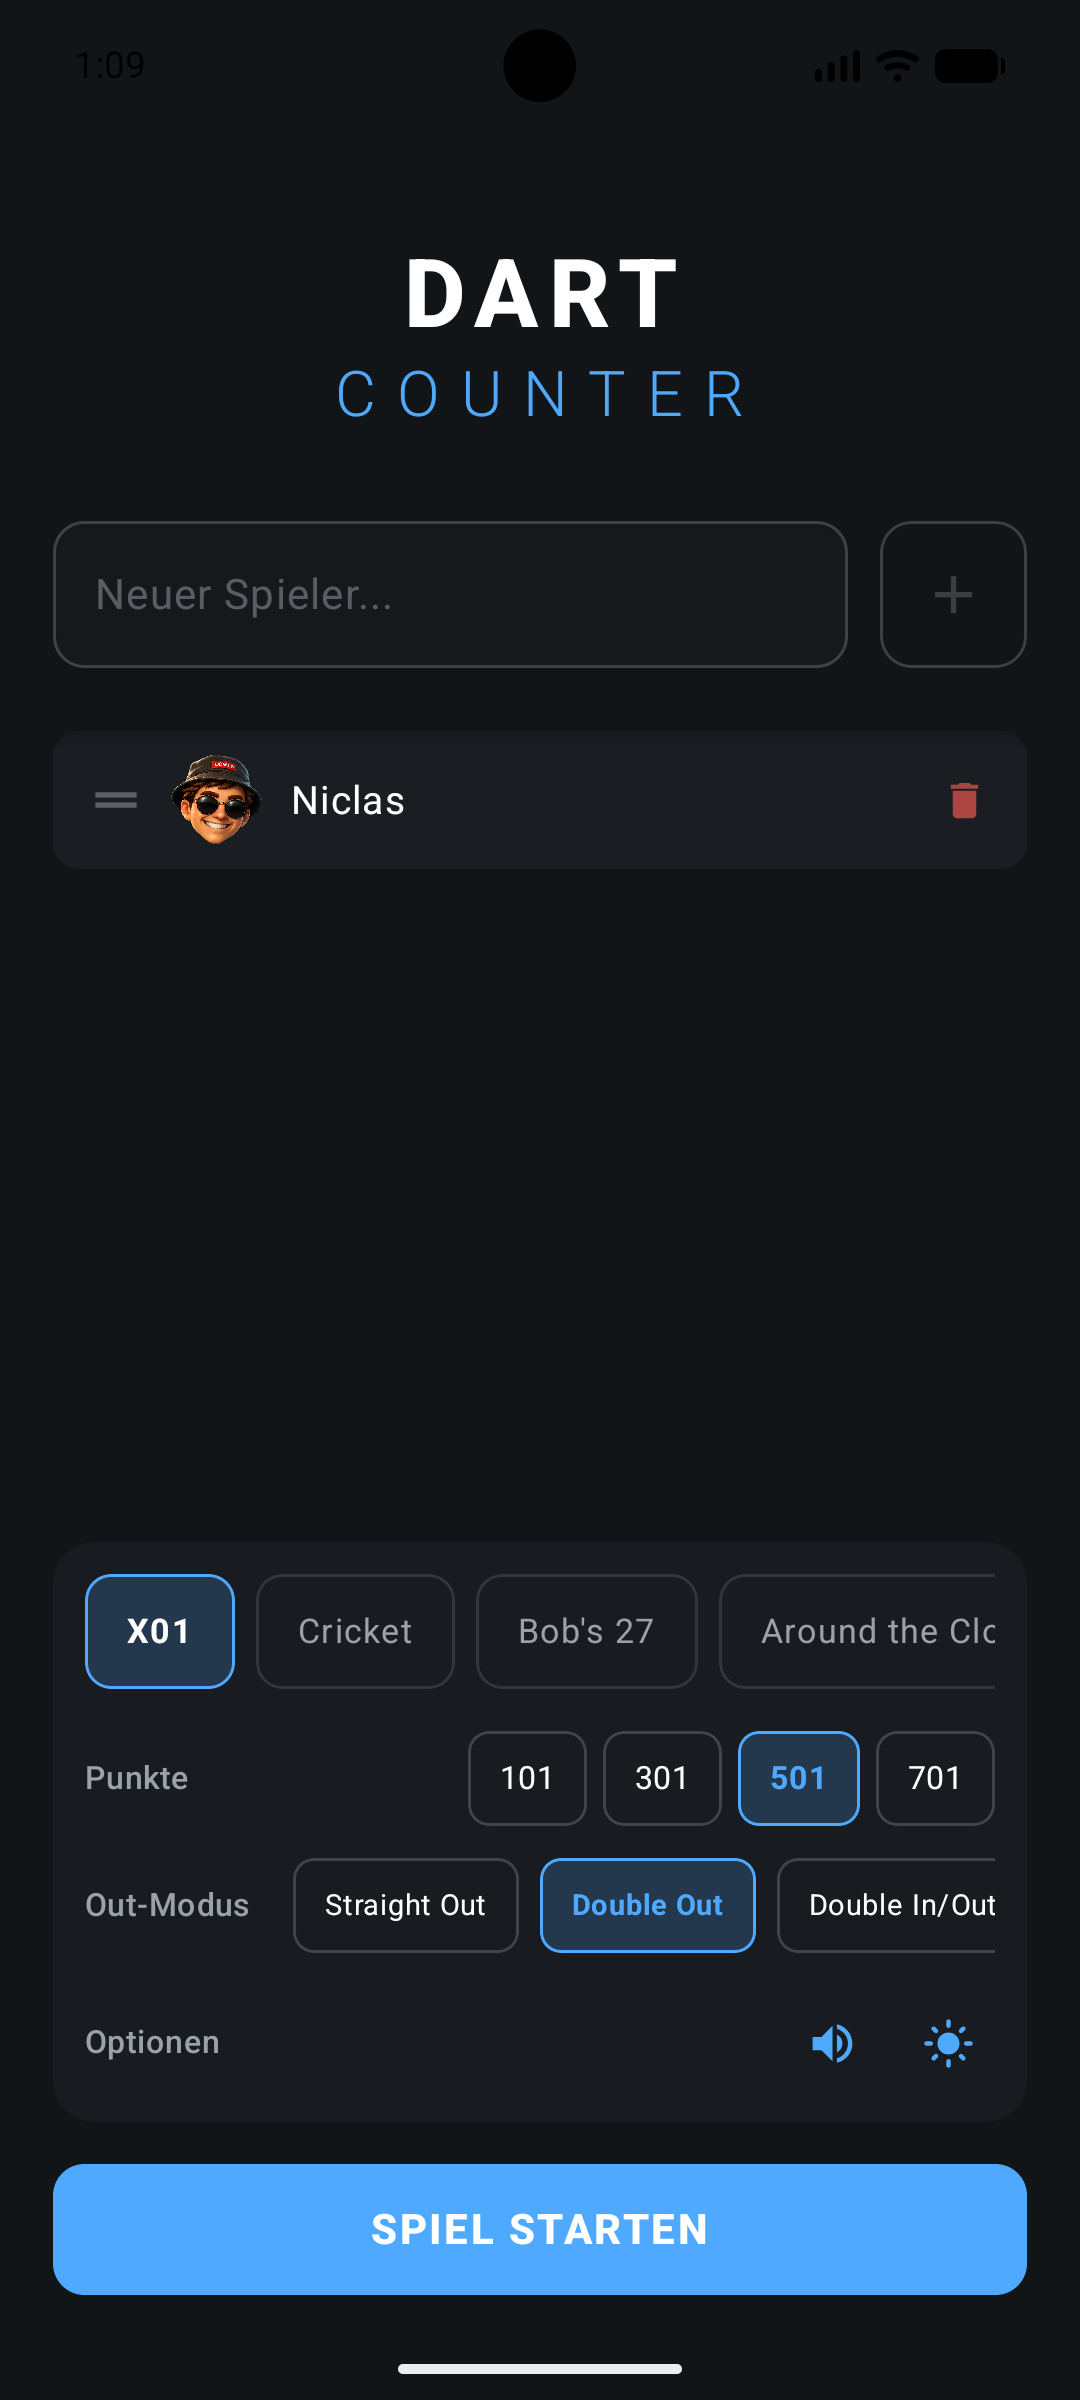 1:09
DART
COUNTER
Neuer Spieler...
Niclas
X01 Cricket Bob's 27 Around the Clo
Punkte 101 301 501 701
Out-Modus Straight Out Double Out Double In/Out
Optionen
SPIEL STARTEN